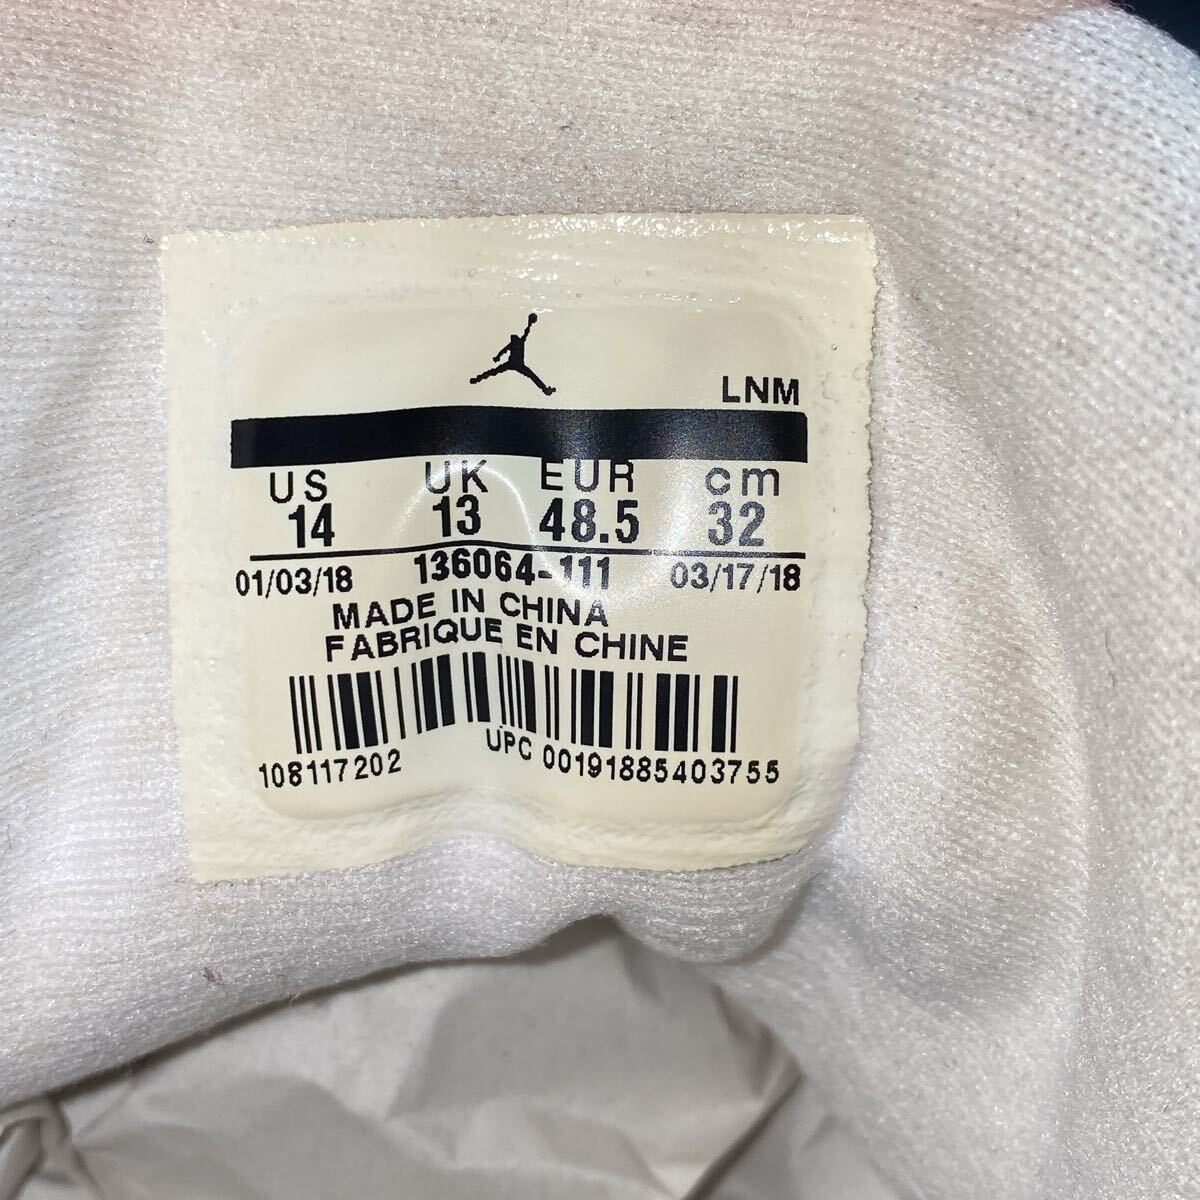 LNM
US UK EUR cm
14 13 48.5 32
01/03/18 136064-111 03/17/18
MADE IN CHINA
FABRIQUE EN CHINE
108117202 UPC 00191885403755